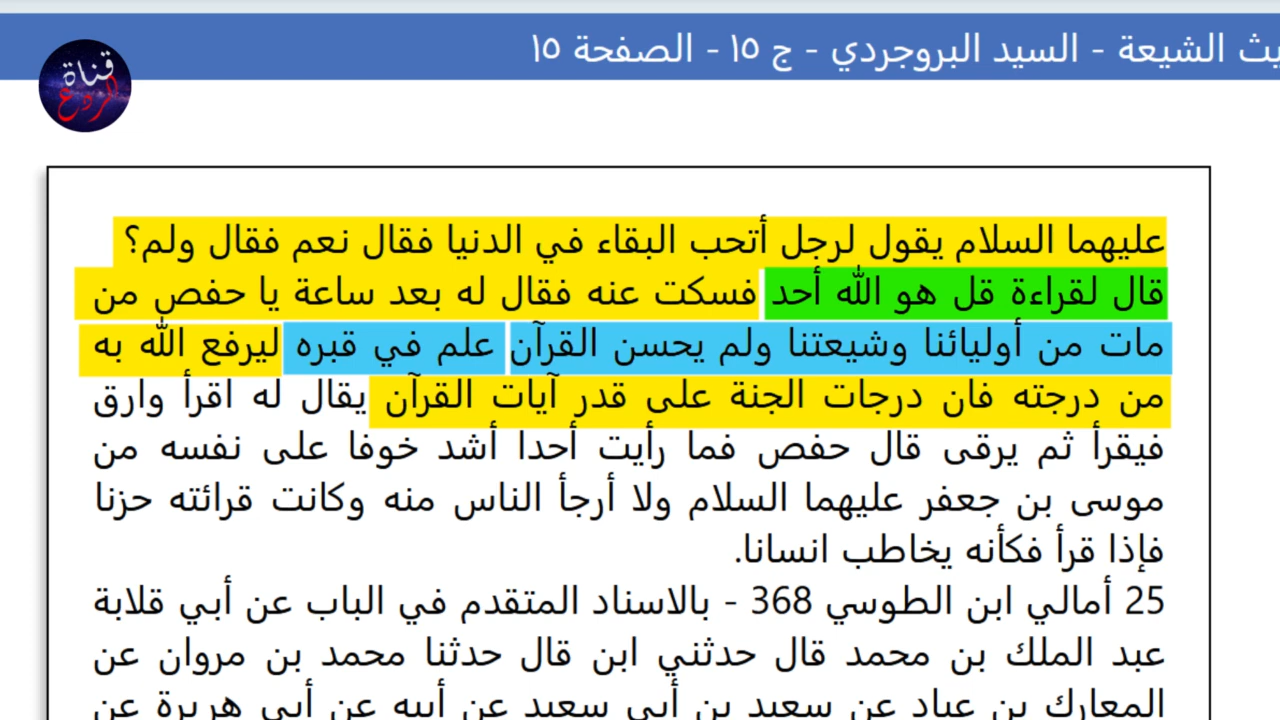 يث الشيعة - السيد البروجردي - ج ١٥ - الصفحة ١٥
قناة
الردع
عليهما السلام يقول لرجل أتحب البقاء في الدنيا فقال نعم فقال ولم؟
قال لقراءة قل هو الله أحد فسكت عنه فقال له بعد ساعة يا حفص من
مات من أوليائنا وشيعتنا ولم يحسن القرآن علم في قبره ليرفع الله به
من درجته فان درجات الجنة على قدر آيات القرآن يقال له اقرأ وارق
فيقرأ ثم يرقى قال حفص فما رأيت أحدا أشد خوفا على نفسه من
موسى بن جعفر عليهما السلام ولا أرجأ الناس منه وكانت قرائته حزنا
فإذا قرأ فكأنه يخاطب انسانا.
25 أمالي ابن الطوسي 368 - بالاسناد المتقدم في الباب عن أبي قلابة
عبد الملك بن محمد قال حدثني ابن قال حدثنا محمد بن مروان عن
المعارك بن عباد عن سعيد بن أبي سعيد عن أبيه عن أبي هريرة عن